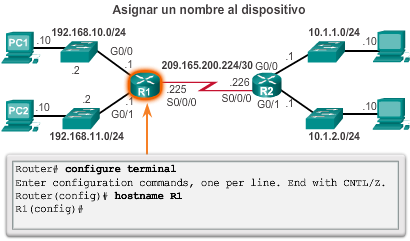 Asignar un nombre al dispositivo
PC1
.10
192.168.10.0/24
G0/0
.1
.2
R1
209.165.200.224/30
.225
S0/0/0
.226
S0/0/0
G0/0
R2
G0/1
.1
10.1.1.0/24
.10
PC2
.10
.2
192.168.11.0/24
.1
G0/1
.1
10.1.2.0/24
.10
Router# configure terminal
Enter configuration commands, one per line. End with CNTL/Z.
Router(config)# hostname R1
R1(config)#